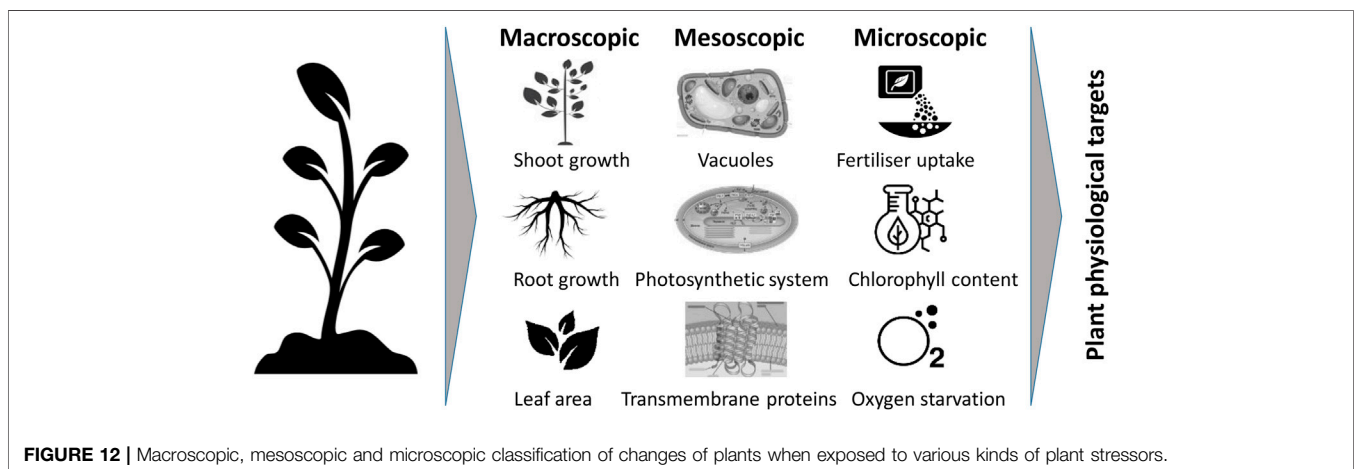 Macroscopic Mesoscopic Microscopic
Shoot growth Vacuoles Fertiliser uptake
Root growth Photosynthetic system Chlorophyll content
2
Leaf area Transmembrane proteins Oxygen starvation
Plant physiological targets
FIGURE 12 | Macroscopic, mesoscopic and microscopic classification of changes of plants when exposed to various kinds of plant stressors.